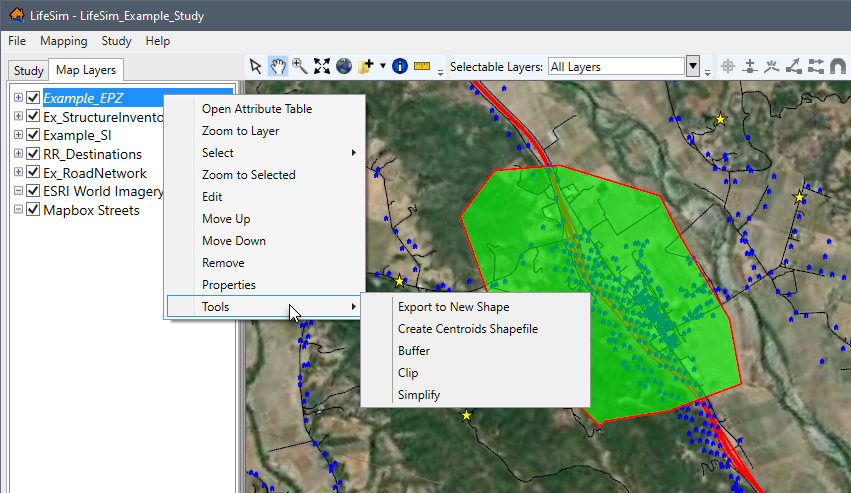 LifeSim - LifeSim_Example_Study
File Mapping Study Help
Study Map Layers
Selectable Layers: All Layers
Example_EPZ
Ex_StructureInvento
Example_SI
RR_Destinations
Ex_RoadNetwork
ESRI World Imagery
Mapbox Streets
Open Attribute Table
Zoom to Layer
Select
Zoom to Selected
Edit
Move Up
Move Down
Remove
Properties
Tools
Export to New Shape
Create Centroids Shapefile
Buffer
Clip
Simplify